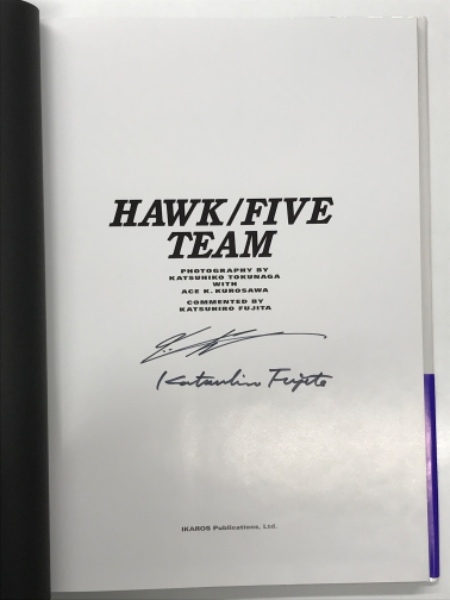 HAWK/FIVE
TEAM
PHOTOGRAPHY BY
KATSUHIKO TOKUNAGA
WITH
ACE K. KUROSAWA
COMMENTED BY
KATSUHIRO FUJITA
Katsuhiro Fujita
IKAROS Publications, Ltd.